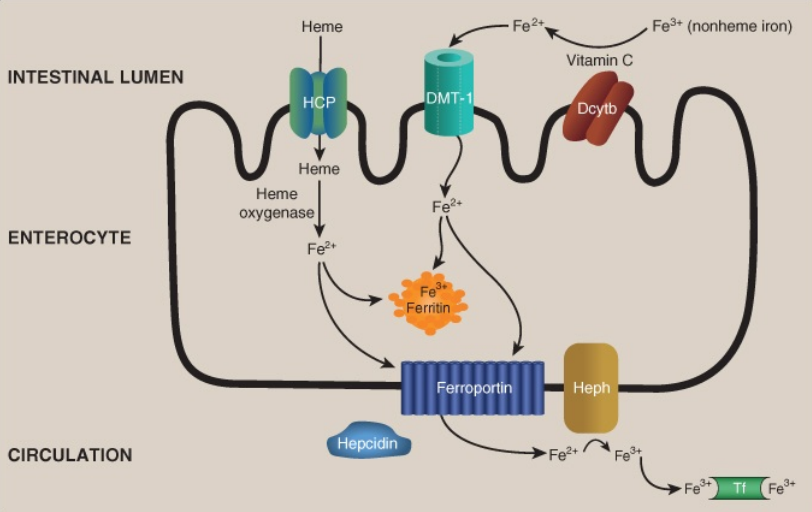 Heme
Fe²⁺
Fe³⁺ (nonheme iron)
Vitamin C
INTESTINAL LUMEN
HCP
DMT-1
Dcytb
Heme
Heme
oxygenase
Fe²⁺
ENTEROCYTE
Fe²⁺
Fe³⁺
Ferritin
Ferroportin
Heph
Hepcidin
CIRCULATION
Fe²⁺
Fe³⁺
Fe³⁺
Tf
Fe³⁺